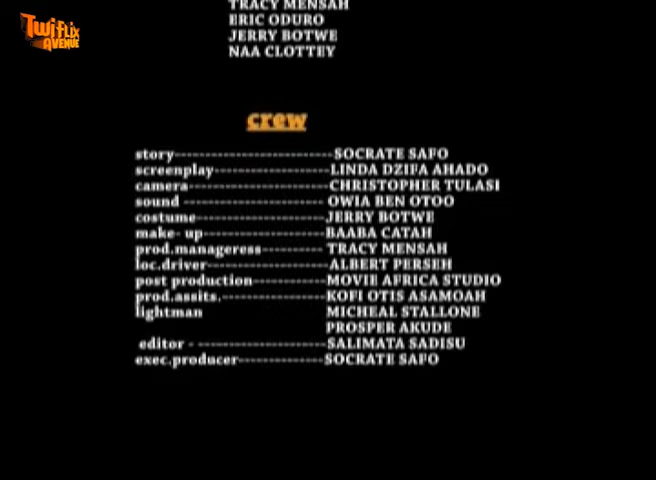 Twiflix
AVENUE
TRACY MENSAH
ERIC ODURO
JERRY BOTWE
NAA CLOTTEY
crew
story--------------------------SOCRATE SAFO
screenplay-------------------LINDA DZIFA AHADO
camera-----------------------CHRISTOPHER TULASI
sound ----------------------- OWIA BEN OTOO
costume---------------------JERRY BOTWE
make- up--------------------BAABA CATAH
prod.manageress---------- TRACY MENSAH
loc.driver--------------------ALBERT PERSEH
post production------------MOVIE AFRICA STUDIO
prod.assits.-----------------KOFI OTIS ASAMOAH
lightman MICHEAL STALLONE
PROSPER AKUDE
editor - ---------------------SALIMATA SADISU
exec.producer--------------SOCRATE SAFO